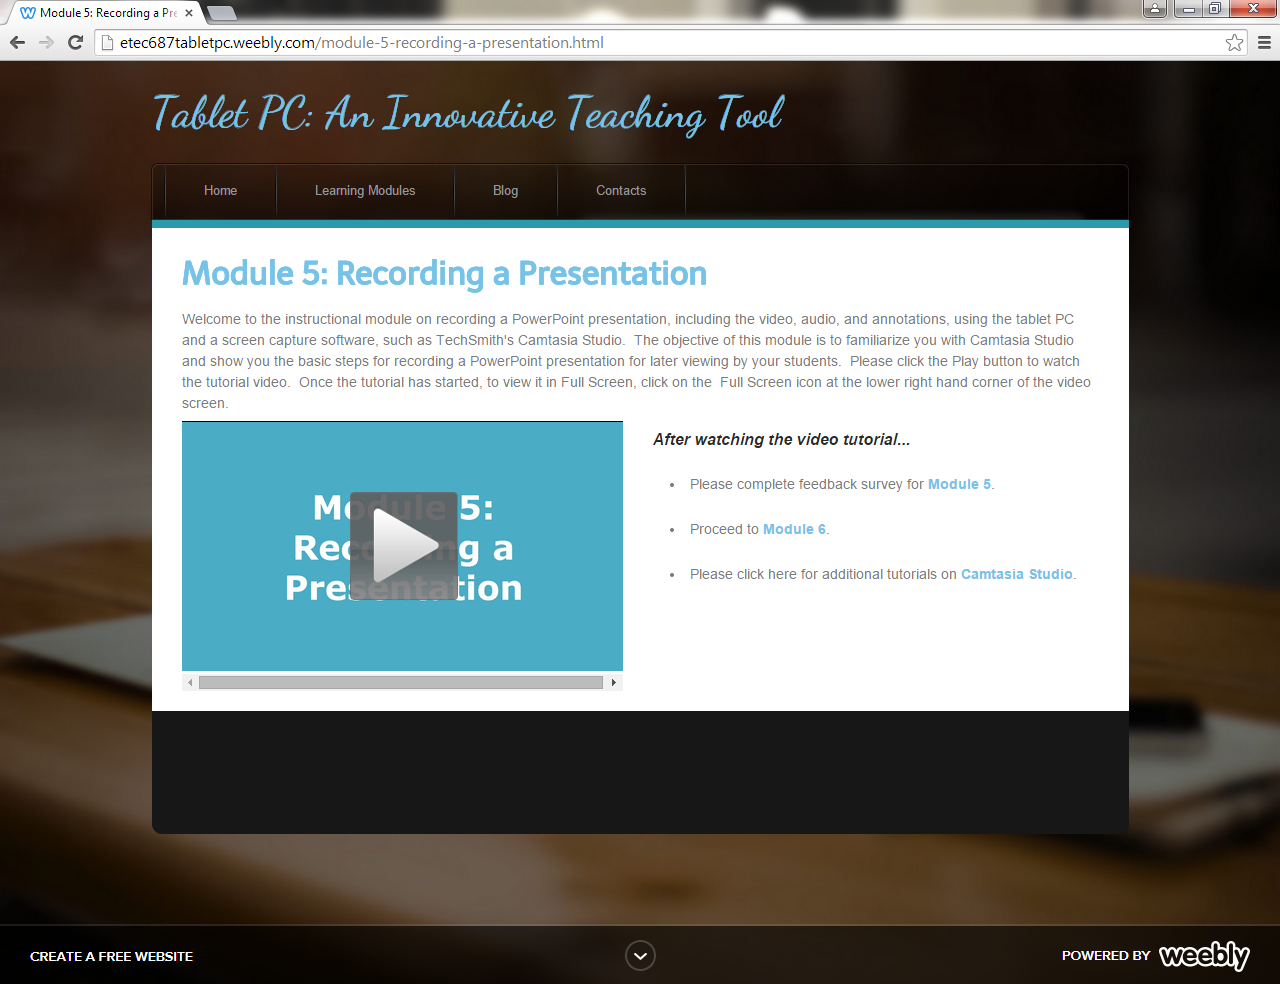 Module 5: Recording a Pre
etec687tabletpc.weebly.com/module-5-recording-a-presentation.html
Tablet PC: An Innovative Teaching Tool
Home Learning Modules Blog Contacts
Module 5: Recording a Presentation
Welcome to the instructional module on recording a PowerPoint presentation, including the video, audio, and annotations, using the tablet PC
and a screen capture software, such as TechSmith's Camtasia Studio.  The objective of this module is to familiarize you with Camtasia Studio
and show you the basic steps for recording a PowerPoint presentation for later viewing by your students.  Please click the Play button to watch
the tutorial video.  Once the tutorial has started, to view it in Full Screen, click on the  Full Screen icon at the lower right hand corner of the video
screen.
Module 5:
Recording a
Presentation
After watching the video tutorial...
Please complete feedback survey for Module 5.
Proceed to Module 6.
Please click here for additional tutorials on Camtasia Studio.
CREATE A FREE WEBSITE
POWERED BY weebly